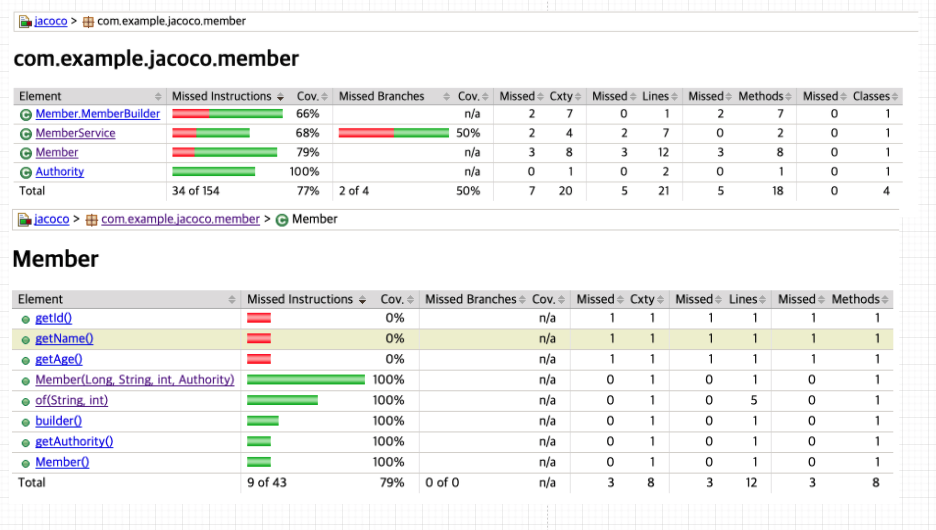 jacoco > com.example.jacoco.member
com.example.jacoco.member
Element Missed Instructions Cov. Missed Branches Cov. Missed Cxty Missed Lines Missed Methods Missed Classes
Member.MemberBuilder 66% n/a 2 7 0 1 2 7 0 1
MemberService 68% 50% 2 4 2 7 0 2 0 1
Member 79% n/a 3 8 3 12 3 8 0 1
Authority 100% n/a 0 1 0 2 0 1 0 1
Total 34 of 154 77% 2 of 4 50% 7 20 5 21 5 18 0 4
jacoco > com.example.jacoco.member > Member
Member
Element Missed Instructions Cov. Missed Branches Cov. Missed Cxty Missed Lines Missed Methods
getId() 0% n/a 1 1 1 1 1 1
getName() 0% n/a 1 1 1 1 1 1
getAge() 0% n/a 1 1 1 1 1 1
Member(Long, String, int, Authority) 100% n/a 0 1 0 1 0 1
of(String, int) 100% n/a 0 1 0 5 0 1
builder() 100% n/a 0 1 0 1 0 1
getAuthority() 100% n/a 0 1 0 1 0 1
Member() 100% n/a 0 1 0 1 0 1
Total 9 of 43 79% 0 of 0 n/a 3 8 3 12 3 8